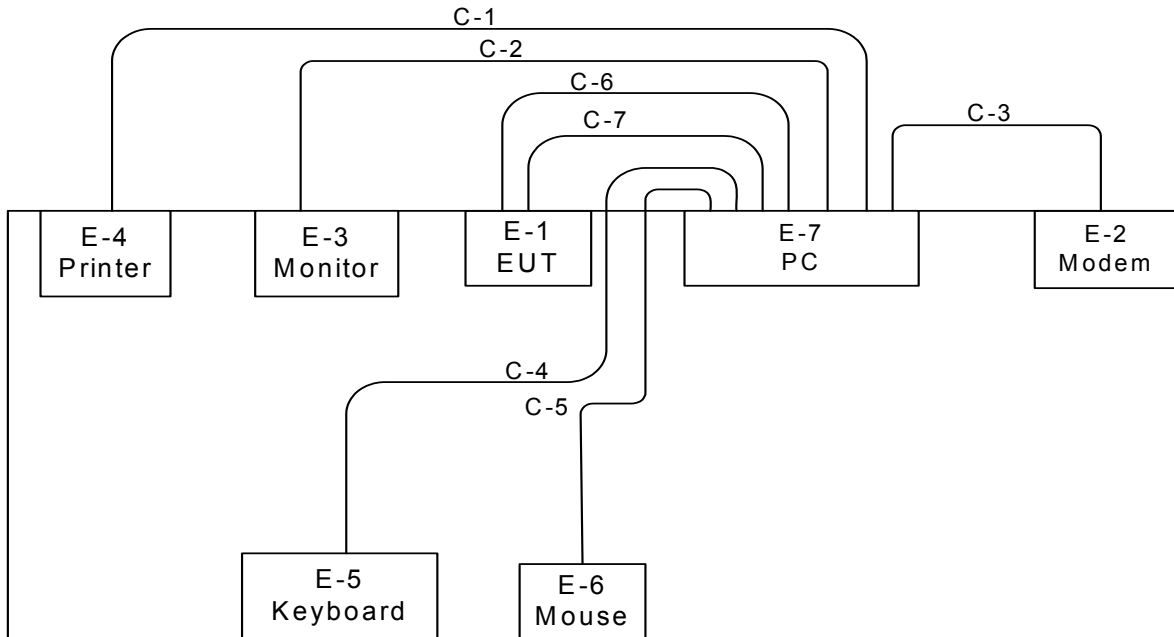 C-1
C-2
C-6
C-7
C-3
E-4
Printer
E-3
Monitor
E-1
EUT
E-7
PC
E-2
Modem
C-4
C-5
E-5
Keyboard
E-6
Mouse